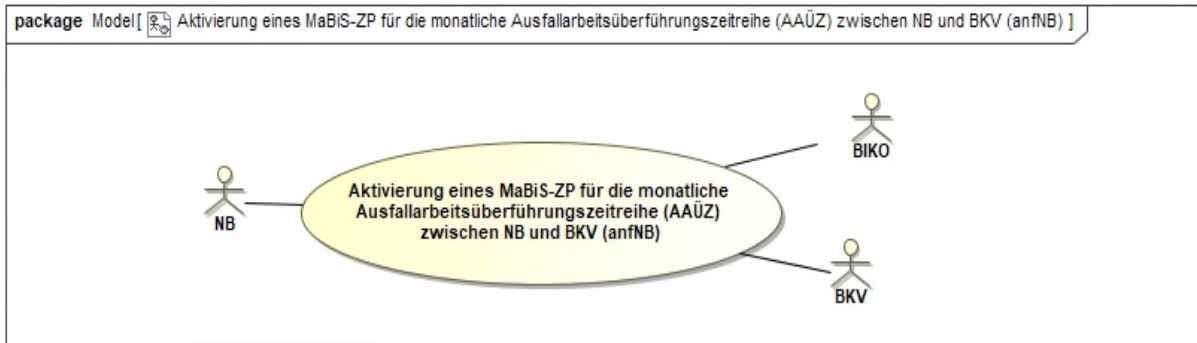 package Model [ Aktivierung eines MaBiS-ZP für die monatliche Ausfallarbeitsüberführungszeitreihe (AAÜZ) zwischen NB und BKV (anfNB) ]
BIKO
NB
Aktivierung eines MaBiS-ZP für die monatliche
Ausfallarbeitsüberführungszeitreihe (AAÜZ)
zwischen NB und BKV (anfNB)
BKV